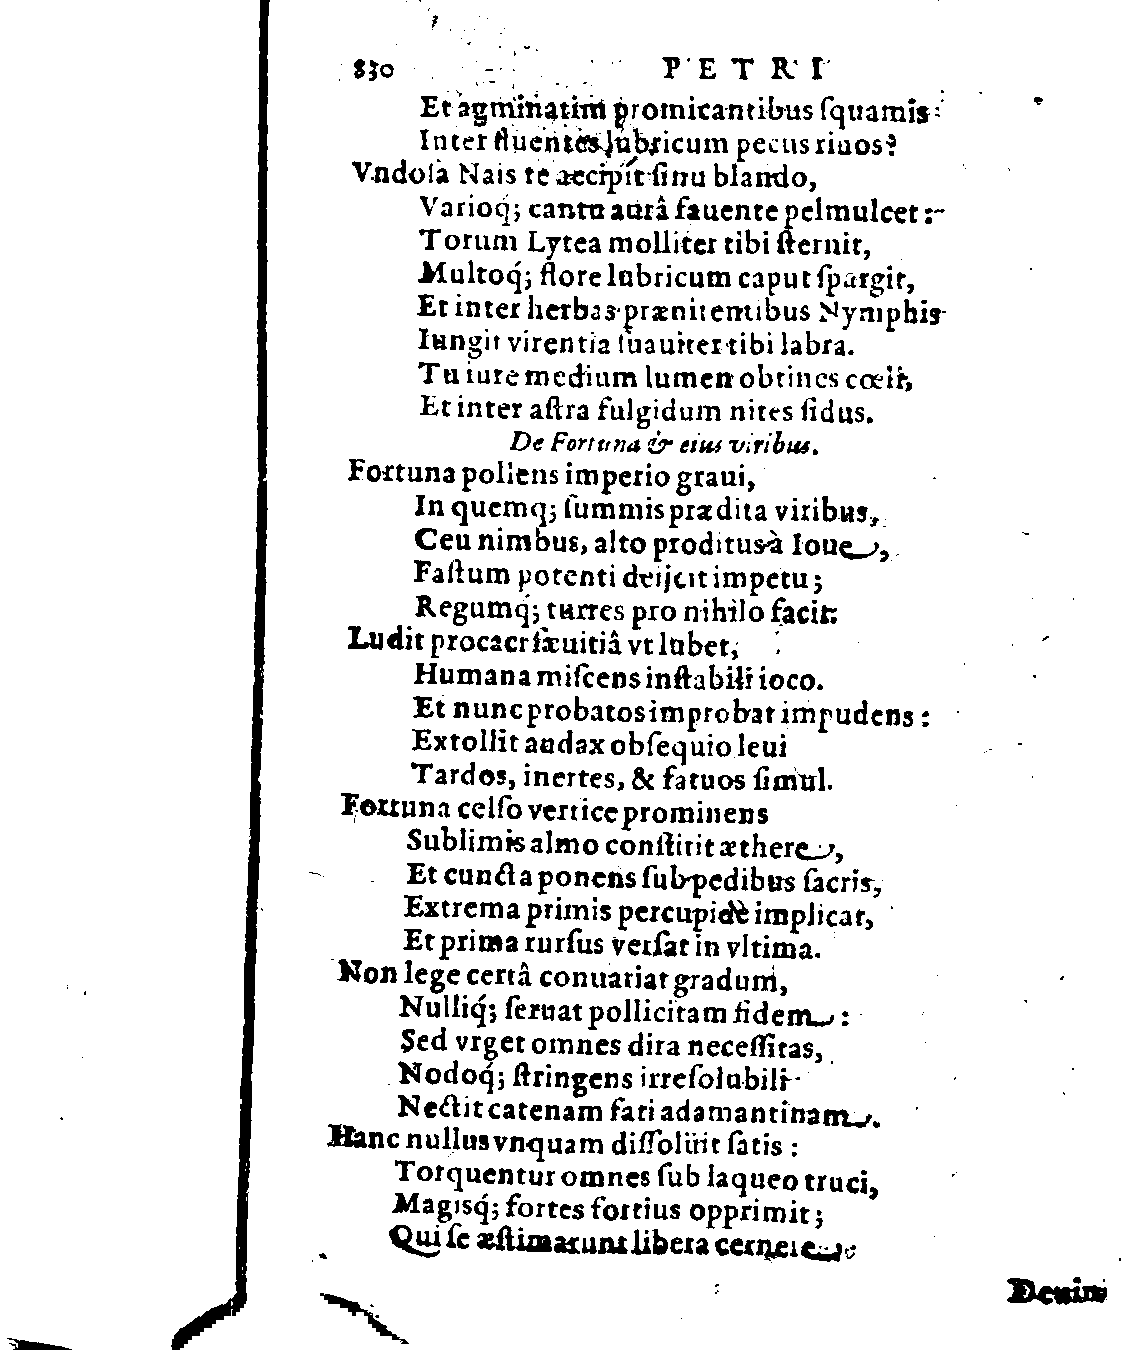 830 PETRI
Et agminatim promicantibus ſquamis
Inter fluentes lubricum pecus riuos?
Vndoſa Nais te accipit ſinu blando,
Varioq́; cantu aurâ fauente pelmulcet :
Torum Lytea molliter tibi ſternit,
Multoq́; flore lubricum caput ſpargit,
Et inter herbas prænitentibus Nymphis
Iungit virentia ſuauiter tibi labra.
Tu iure medium lumen obtines cœli,
Et inter aſtra fulgidum nites ſidus.
De Fortuna & eius viribus.
Fortuna pollens imperio graui,
In quemq; ſummis prædita viribus,
Ceu nimbus, alto proditus à Ioue,
Faſtum potenti deijcit impetu;
Regumq́; turres pro nihilo facit:
Ludit procaci ſæuitiâ vt lubet,
Humana miſcens inſtabili ioco.
Et nunc probatos improbat impudens :
Extollit audax obſequio leui
Tardos, inertes, & fatuos ſimul.
Fortuna celſo vertice prominens
Sublimis almo conſtitit æthere,
Et cuncta ponens ſub pedibus ſacris,
Extrema primis percupidè implicat,
Et prima rurſus verſat in vltima.
Non lege certâ conuariat gradum,
Nulliq́; ſeruat pollicitam fidem :
Sed vrget omnes dira neceſſitas,
Nodoq́; ſtringens irreſolubili
Nectit catenam fati adamantinam.
Hanc nullus vnquam diſſoluit ſatis :
Torquentur omnes ſub laqueo truci,
Magisq́; fortes fortius opprimit;
Qui ſe æſtimarunt libera cernere